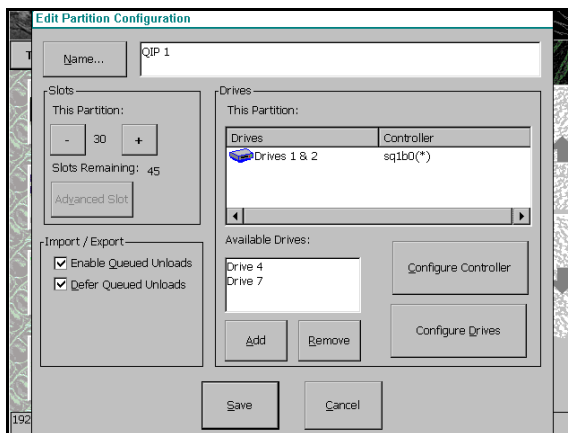 Edit Partition Configuration
T
Name...
QIP 1
Slots
This Partition:
- 30 +
Slots Remaining: 45
Advanced Slot
Import / Export
Enable Queued Unloads
Defer Queued Unloads
Drives
This Partition:
Drives Controller
Drives 1 & 2 sq1b0(*)
Available Drives:
Drive 4
Drive 7
Configure Controller
Add
Remove
Configure Drives
Save
Cancel
192